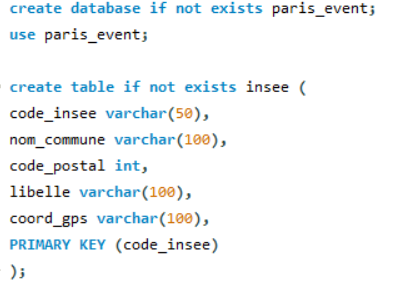 create database if not exists paris_event;
use paris_event;
create table if not exists insee (
code_insee varchar(50),
nom_commune varchar(100),
code_postal int,
libelle varchar(100),
coord_gps varchar(100),
PRIMARY KEY (code_insee)
);